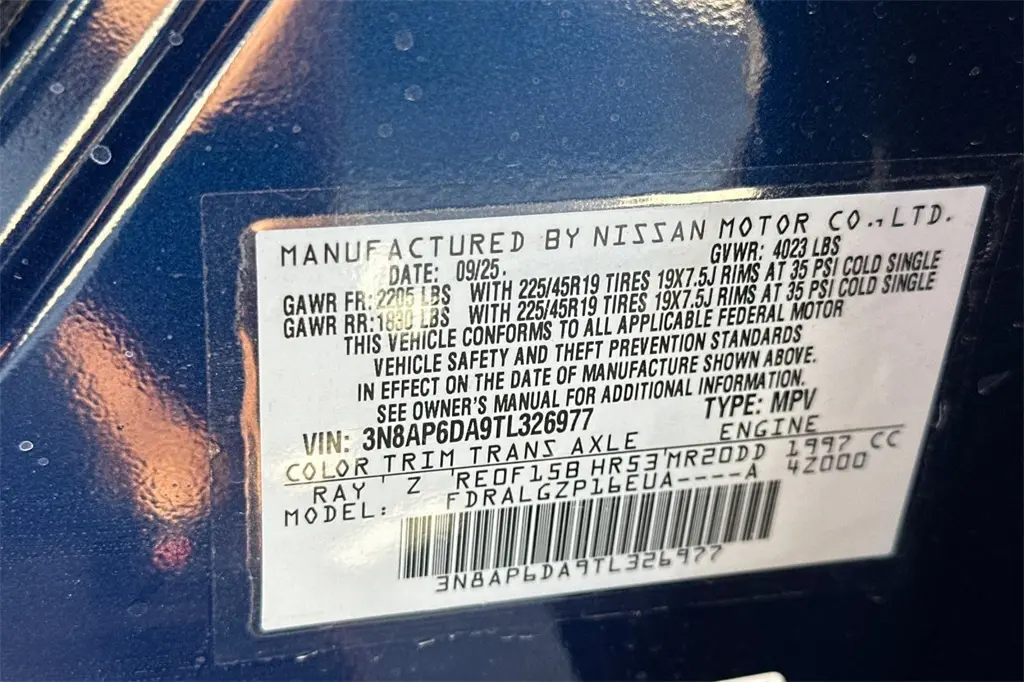 MANUFACTURED BY NISSAN MOTOR CO.,LTD.
DATE: 09/25. GVWR: 4023 LBS
GAWR FR: 2205 LBS WITH 225/45R19 TIRES 19X7.5J RIMS AT 35 PSI COLD SINGLE
GAWR RR: 1830 LBS WITH 225/45R19 TIRES 19X7.5J RIMS AT 35 PSI COLD SINGLE
THIS VEHICLE CONFORMS TO ALL APPLICABLE FEDERAL MOTOR
VEHICLE SAFETY AND THEFT PREVENTION STANDARDS
IN EFFECT ON THE DATE OF MANUFACTURE SHOWN ABOVE.
SEE OWNER'S MANUAL FOR ADDITIONAL INFORMATION.
VIN: 3N8AP6DA9TL326977 TYPE: MPV
COLOR TRIM TRANS AXLE ENGINE
RAY Z RE0F15B HR53 MR20DD 1997 CC
MODEL: FDRALGZP16EUA----A 4Z000
3N8AP6DA9TL326977